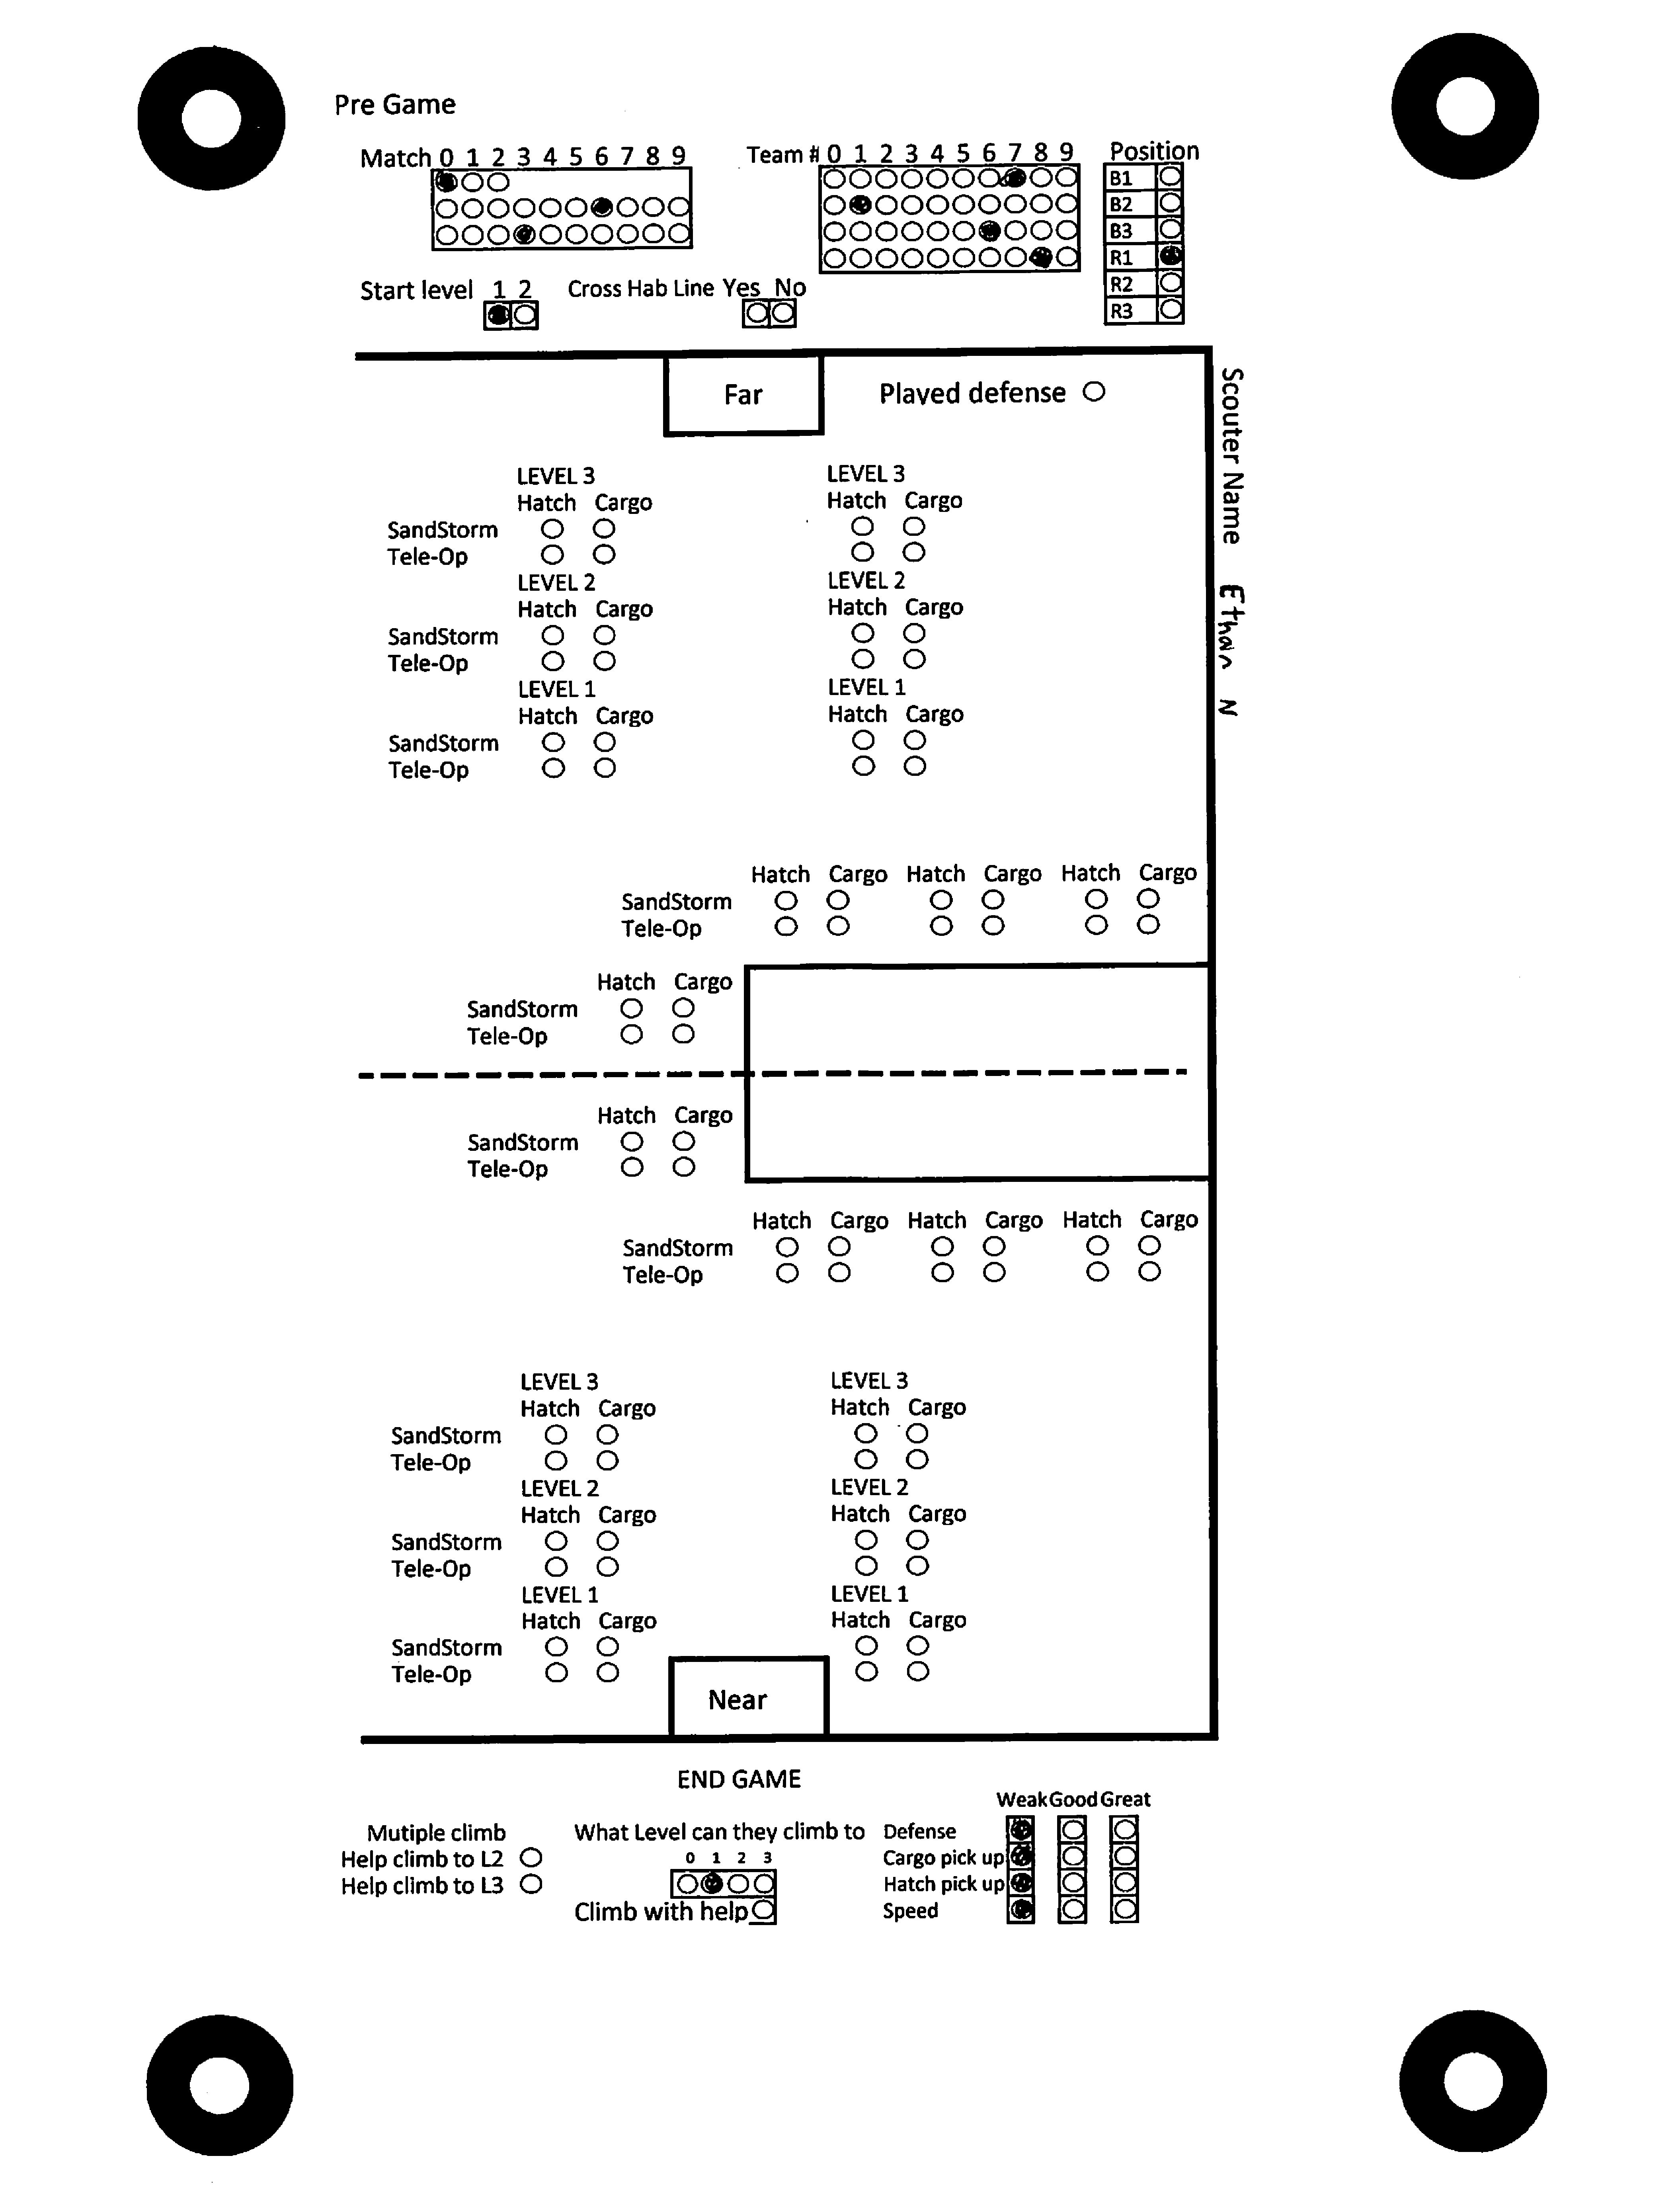 Pre Game
Match 0 1 2 3 4 5 6 7 8 9
Team # 0 1 2 3 4 5 6 7 8 9
Position
B1
B2
B3
R1
R2
R3
Start level 1 2
Cross Hab Line Yes No
Far
Played defense
Scouter Name Ethan N
LEVEL 3 LEVEL 3
Hatch Cargo Hatch Cargo
SandStorm
Tele-Op
LEVEL 2 LEVEL 2
Hatch Cargo Hatch Cargo
SandStorm
Tele-Op
LEVEL 1 LEVEL 1
Hatch Cargo Hatch Cargo
SandStorm
Tele-Op
Hatch Cargo Hatch Cargo Hatch Cargo
SandStorm
Tele-Op
Hatch Cargo
SandStorm
Tele-Op
Hatch Cargo
SandStorm
Tele-Op
Hatch Cargo Hatch Cargo Hatch Cargo
SandStorm
Tele-Op
LEVEL 3 LEVEL 3
Hatch Cargo Hatch Cargo
SandStorm
Tele-Op
LEVEL 2 LEVEL 2
Hatch Cargo Hatch Cargo
SandStorm
Tele-Op
LEVEL 1 LEVEL 1
Hatch Cargo Hatch Cargo
SandStorm
Tele-Op
Near
END GAME
Mutiple climb
Help climb to L2
Help climb to L3
What Level can they climb to
0 1 2 3
Climb with help
Weak Good Great
Defense
Cargo pick up
Hatch pick up
Speed